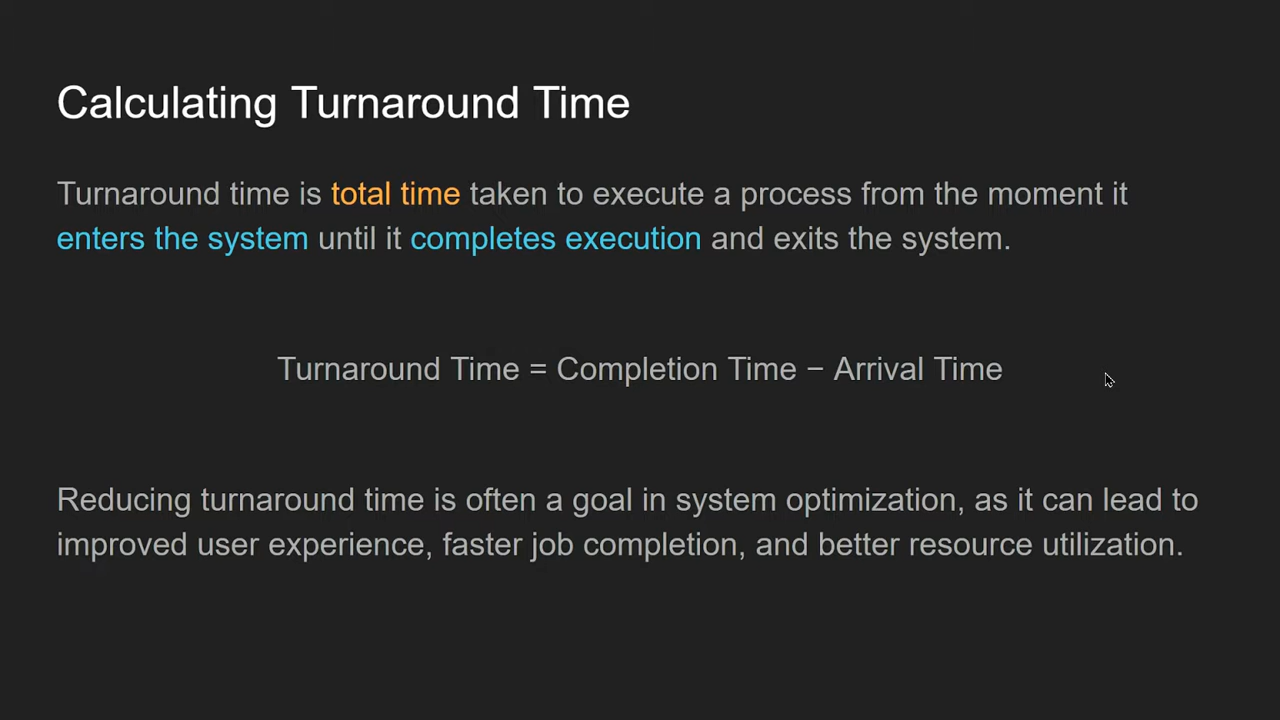 Calculating Turnaround Time
Turnaround time is total time taken to execute a process from the moment it
enters the system until it completes execution and exits the system.
Turnaround Time = Completion Time − Arrival Time
Reducing turnaround time is often a goal in system optimization, as it can lead to
improved user experience, faster job completion, and better resource utilization.